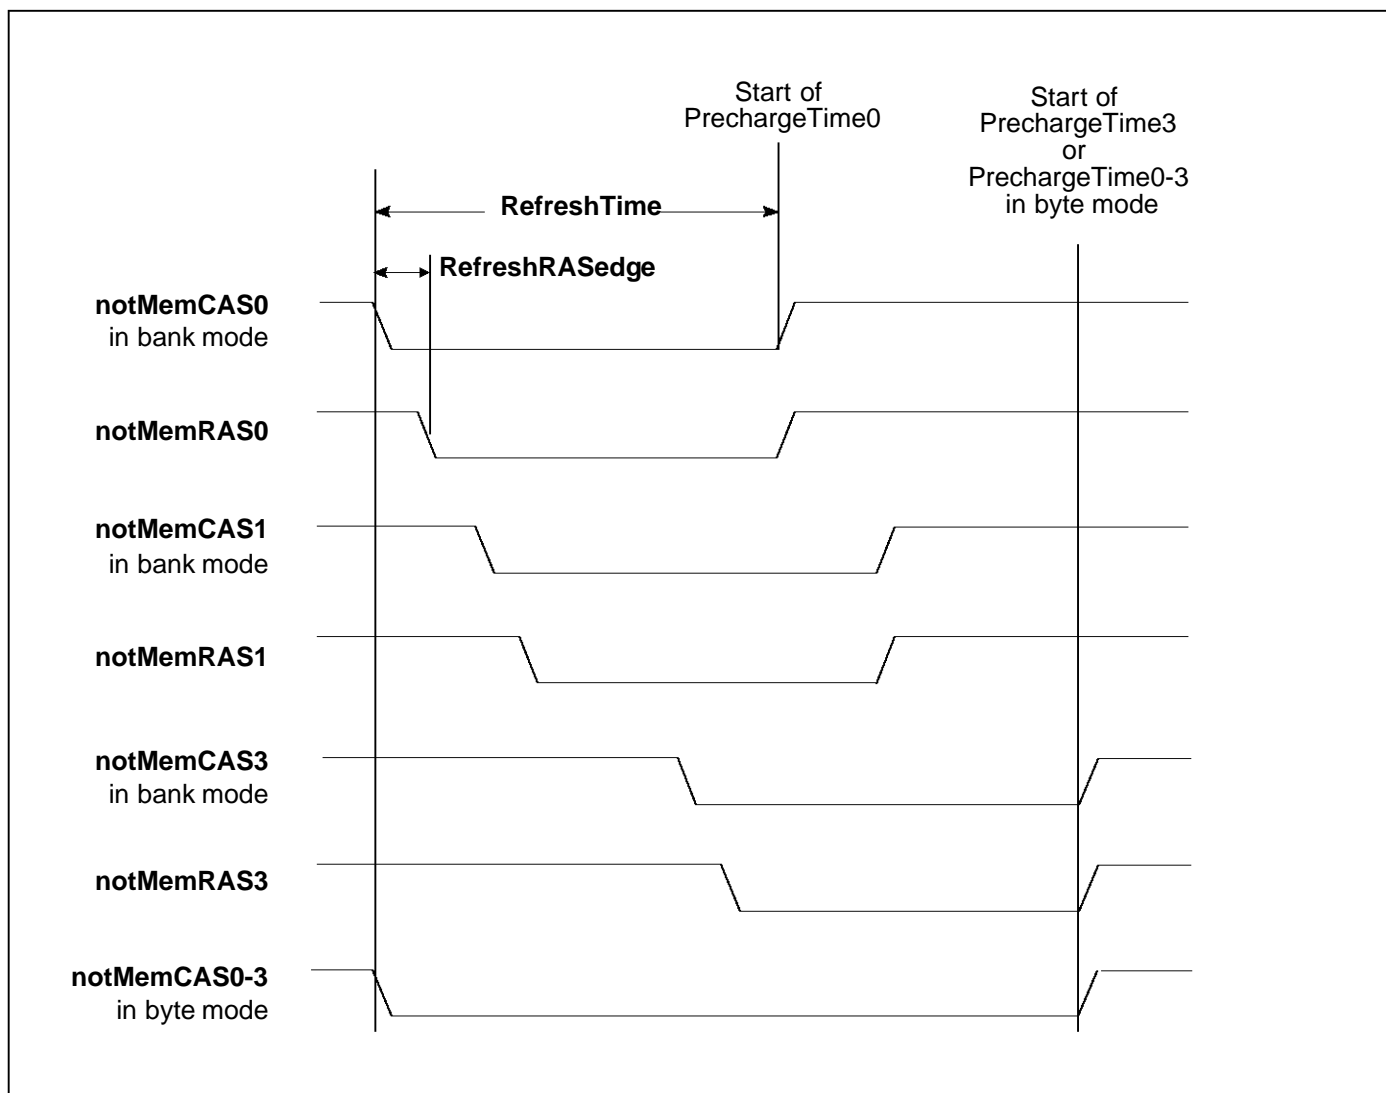 Start of
PrechargeTime0
Start of
PrechargeTime3
or
PrechargeTime0-3
in byte mode
RefreshTime
RefreshRASedge
notMemCAS0
in bank mode
notMemRAS0
notMemCAS1
in bank mode
notMemRAS1
notMemCAS3
in bank mode
notMemRAS3
notMemCAS0-3
in byte mode